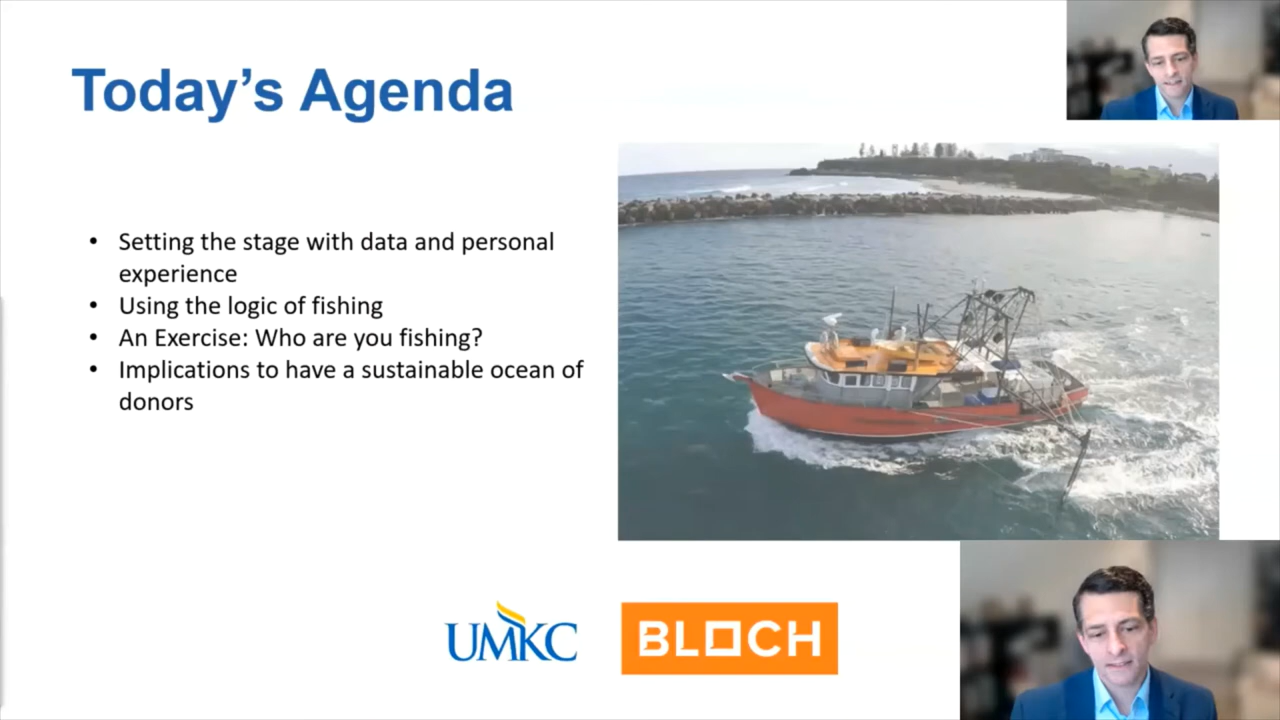 Today’s Agenda
• Setting the stage with data and personal
experience
• Using the logic of fishing
• An Exercise: Who are you fishing?
• Implications to have a sustainable ocean of
donors
UMKC
BLOCH